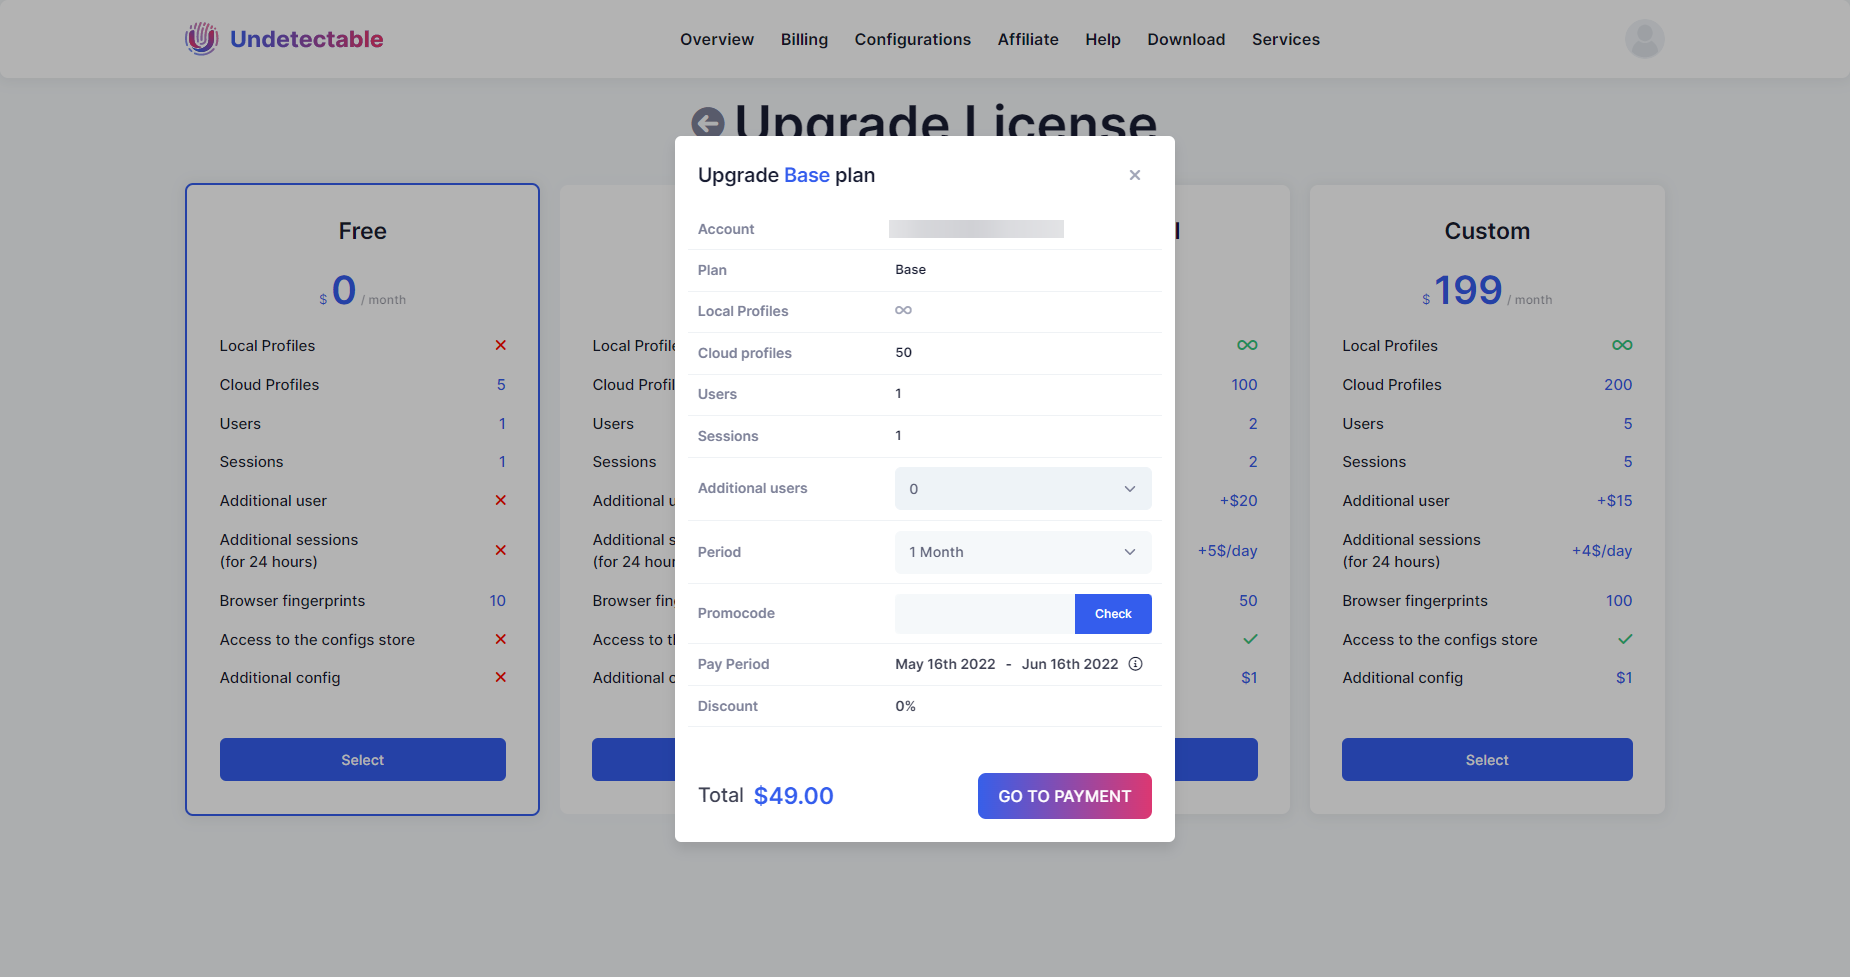 Undetectable
Overview Billing Configurations Affiliate Help Download Services
Upgrade License
Free
$ 0 / month
Local Profiles
Cloud Profiles 5
Users 1
Sessions 1
Additional user
Additional sessions
(for 24 hours)
Browser fingerprints 10
Access to the configs store
Additional config
Select
Local
Cloud
Users
Sessions
Additional
Additional
(for 24
Browser
Access to
Additional
Upgrade Base plan
Account
Plan Base
Local Profiles ∞
Cloud profiles 50
Users 1
Sessions 1
Additional users 0
Period 1 Month
Promocode Check
Pay Period May 16th 2022 - Jun 16th 2022
Discount 0%
Total $49.00
GO TO PAYMENT
∞
100
2
2
+$20
+5$/day
50
$1
Custom
$ 199 / month
Local Profiles ∞
Cloud Profiles 200
Users 5
Sessions 5
Additional user +$15
Additional sessions
(for 24 hours) +4$/day
Browser fingerprints 100
Access to the configs store
Additional config $1
Select